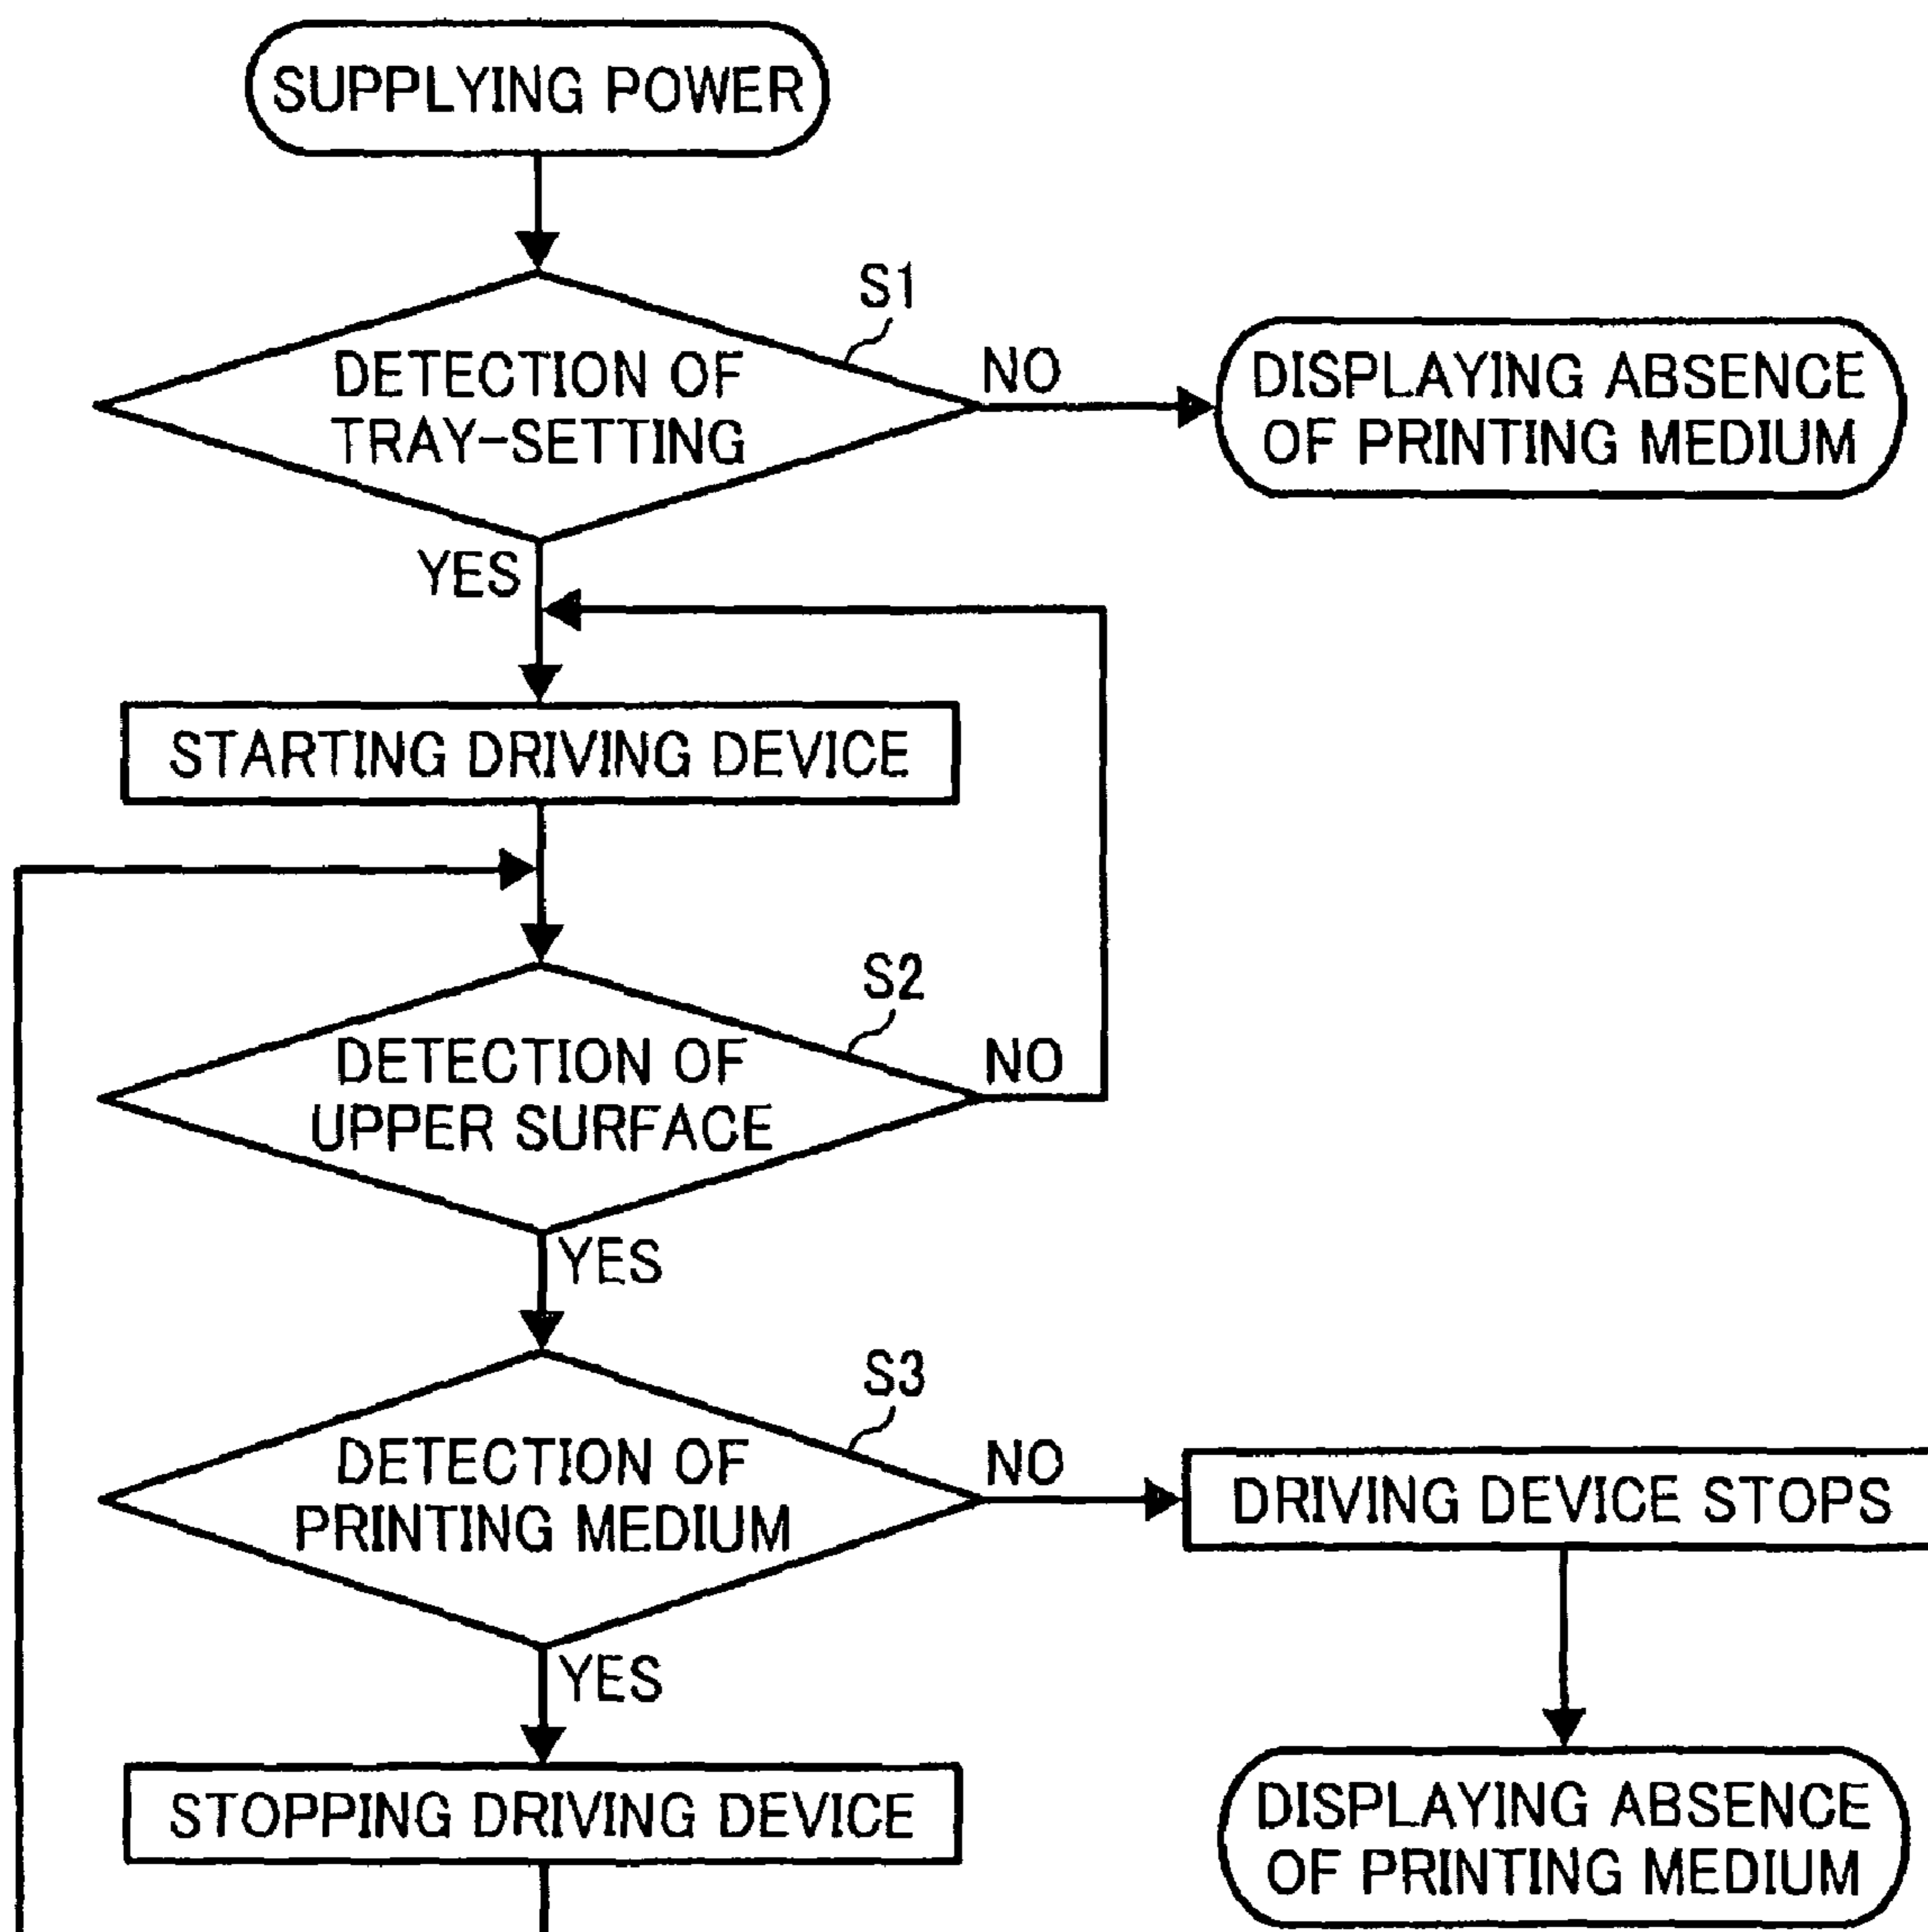 SUPPLYING POWER
S1
DETECTION OF
TRAY-SETTING
NO
DISPLAYING ABSENCE
OF PRINTING MEDIUM
YES
STARTING DRIVING DEVICE
S2
DETECTION OF
UPPER SURFACE
NO
YES
S3
DETECTION OF
PRINTING MEDIUM
NO
DRIVING DEVICE STOPS
YES
STOPPING DRIVING DEVICE
DISPLAYING ABSENCE
OF PRINTING MEDIUM